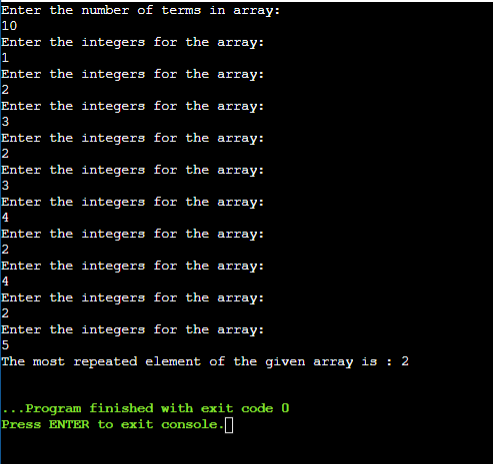 Enter the number of terms in array:
10
Enter the integers for the array:
1
Enter the integers for the array:
2
Enter the integers for the array:
3
Enter the integers for the array:
2
Enter the integers for the array:
3
Enter the integers for the array:
4
Enter the integers for the array:
2
Enter the integers for the array:
4
Enter the integers for the array:
2
Enter the integers for the array:
5
The most repeated element of the given array is : 2
...Program finished with exit code 0
Press ENTER to exit console.